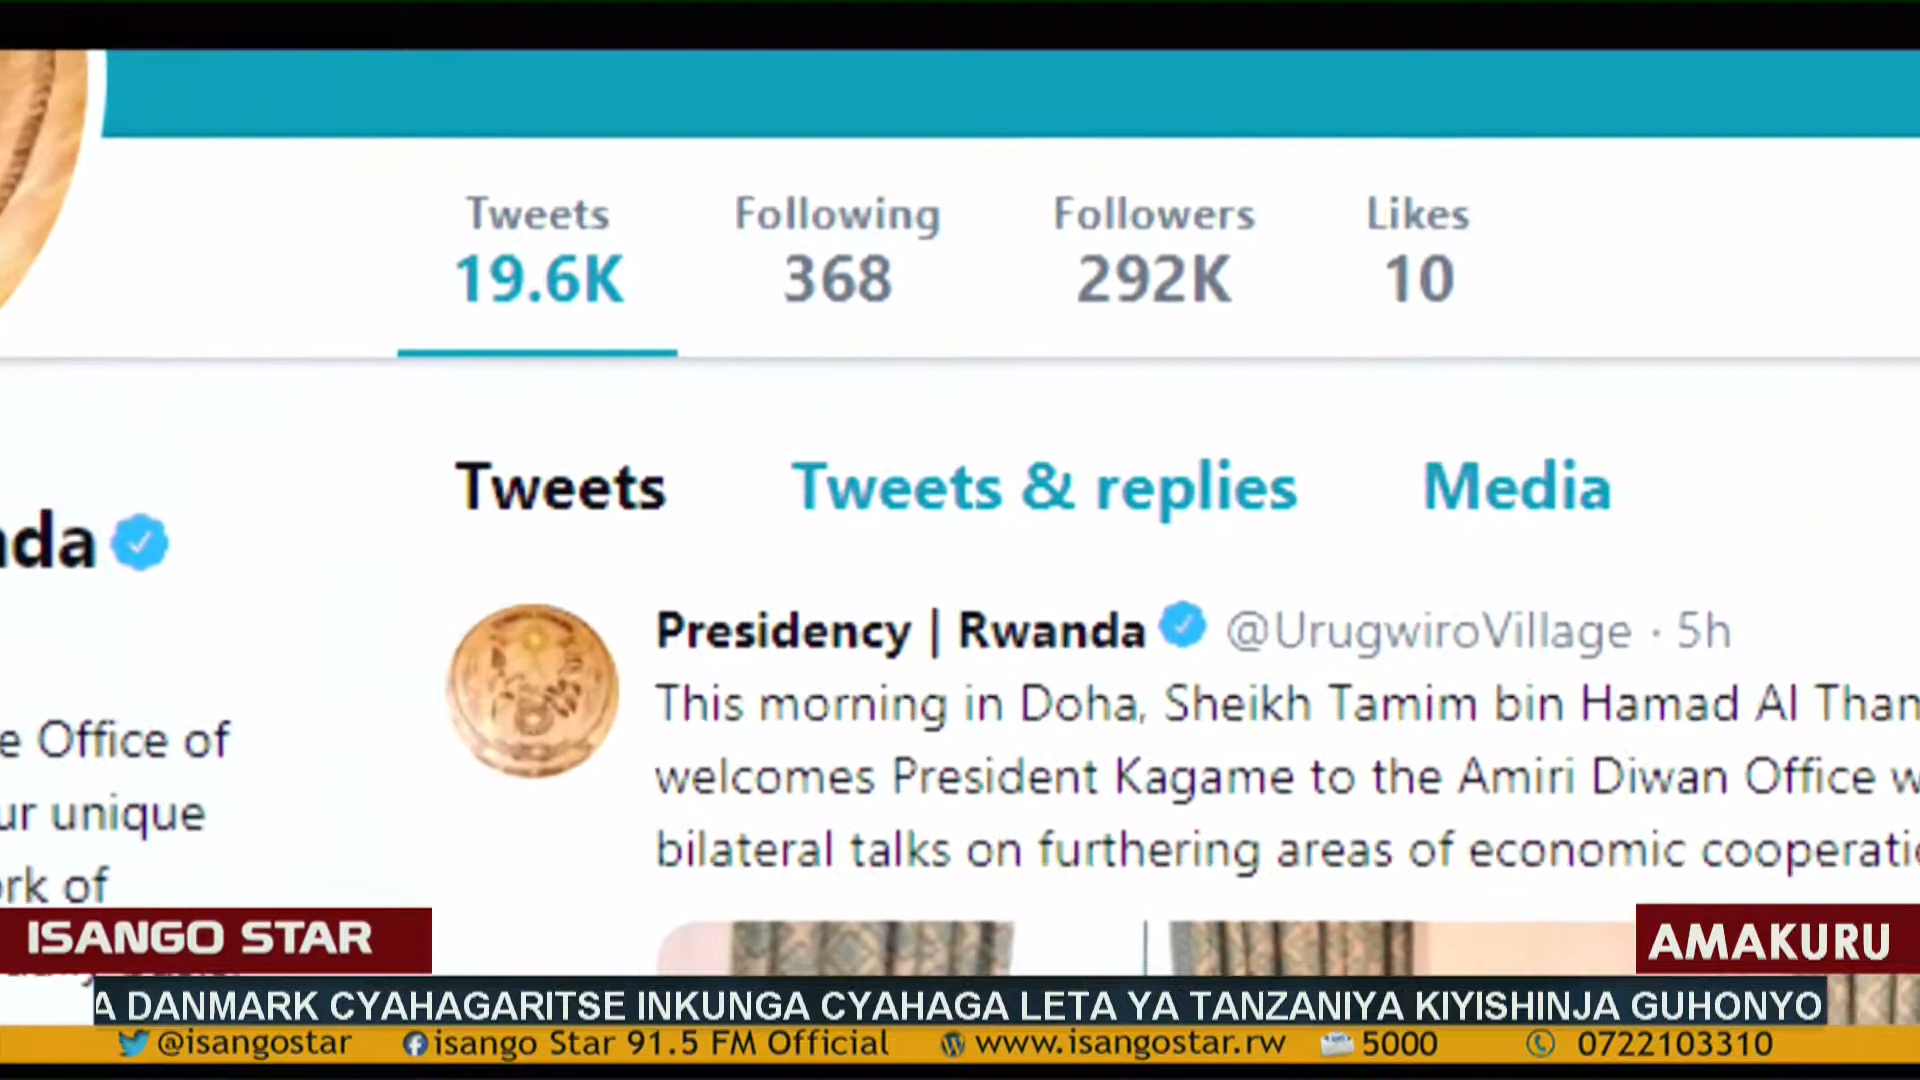 Tweets Following Followers Likes
19.6K 368 292K 10
Tweets Tweets & replies Media
nda
Presidency | Rwanda @UrugwiroVillage · 5h
This morning in Doha, Sheikh Tamim bin Hamad Al Than
welcomes President Kagame to the Amiri Diwan Office w
bilateral talks on furthering areas of economic cooperati
e Office of
ur unique
ork of
ISANGO STAR
AMAKURU
A DANMARK CYAHAGARITSE INKUNGA CYAHAGA LETA YA TANZANIYA KIYISHINJA GUHONYO
@isangostar isango Star 91.5 FM Official www.isangostar.rw 5000 0722103310